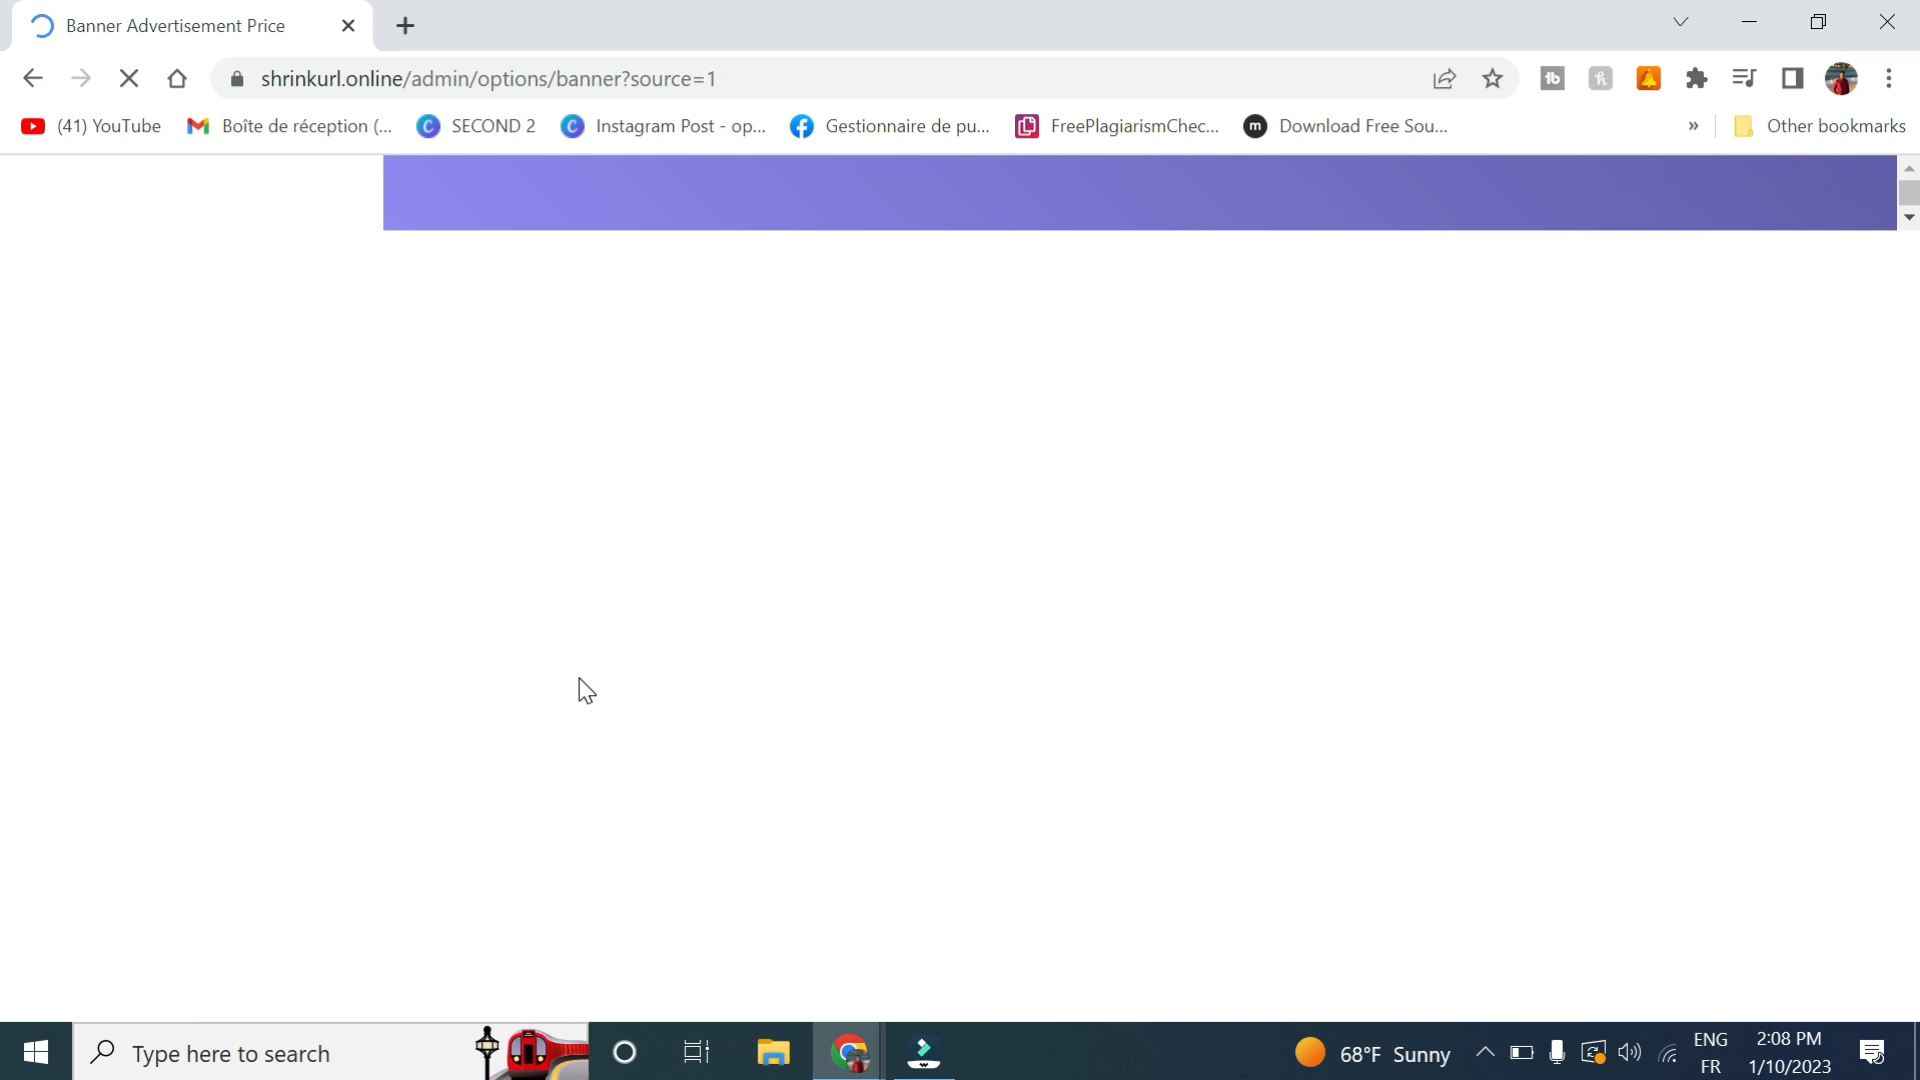 Banner Advertisement Price
shrinkurl.online/admin/options/banner?source=1
(41) YouTube Boîte de réception (... SECOND 2 Instagram Post - op... Gestionnaire de pu... FreePlagiarismChec... Download Free Sou... » Other bookmarks
Type here to search
68°F Sunny
ENG
FR
2:08 PM
1/10/2023